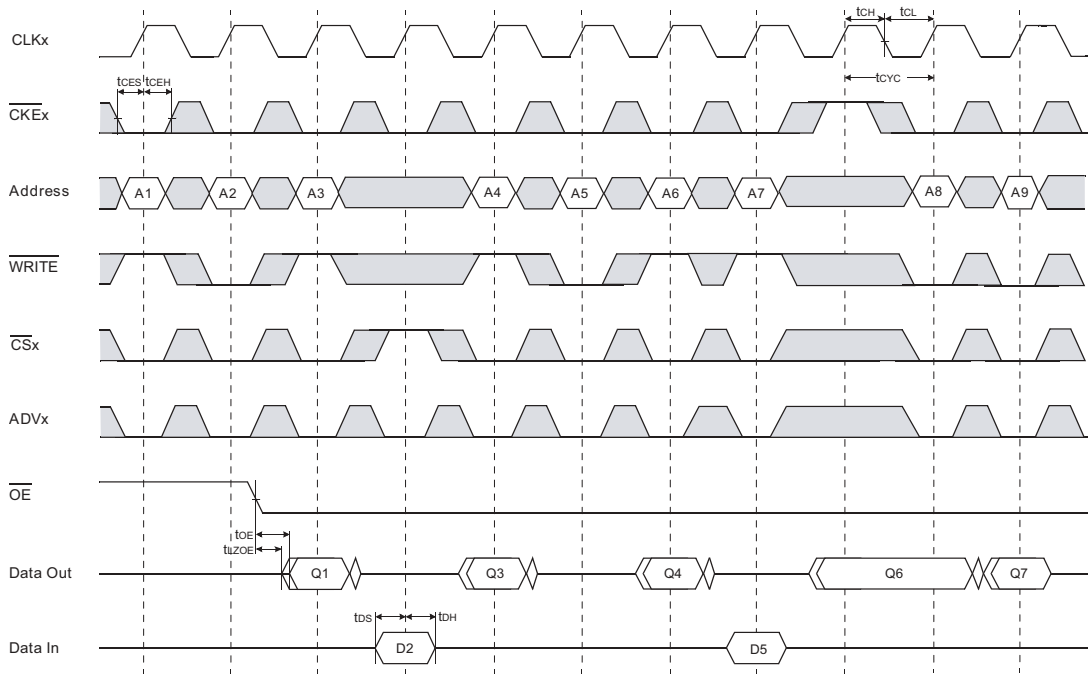 CLKx
tCH tCL
tCYC
tCES tCEH
CKEx
Address A1 A2 A3 A4 A5 A6 A7 A8 A9
WRITE
CSx
ADVx
OE
tOE
tLZOE
Data Out Q1 Q3 Q4 Q6 Q7
tDS tDH
Data In D2 D5